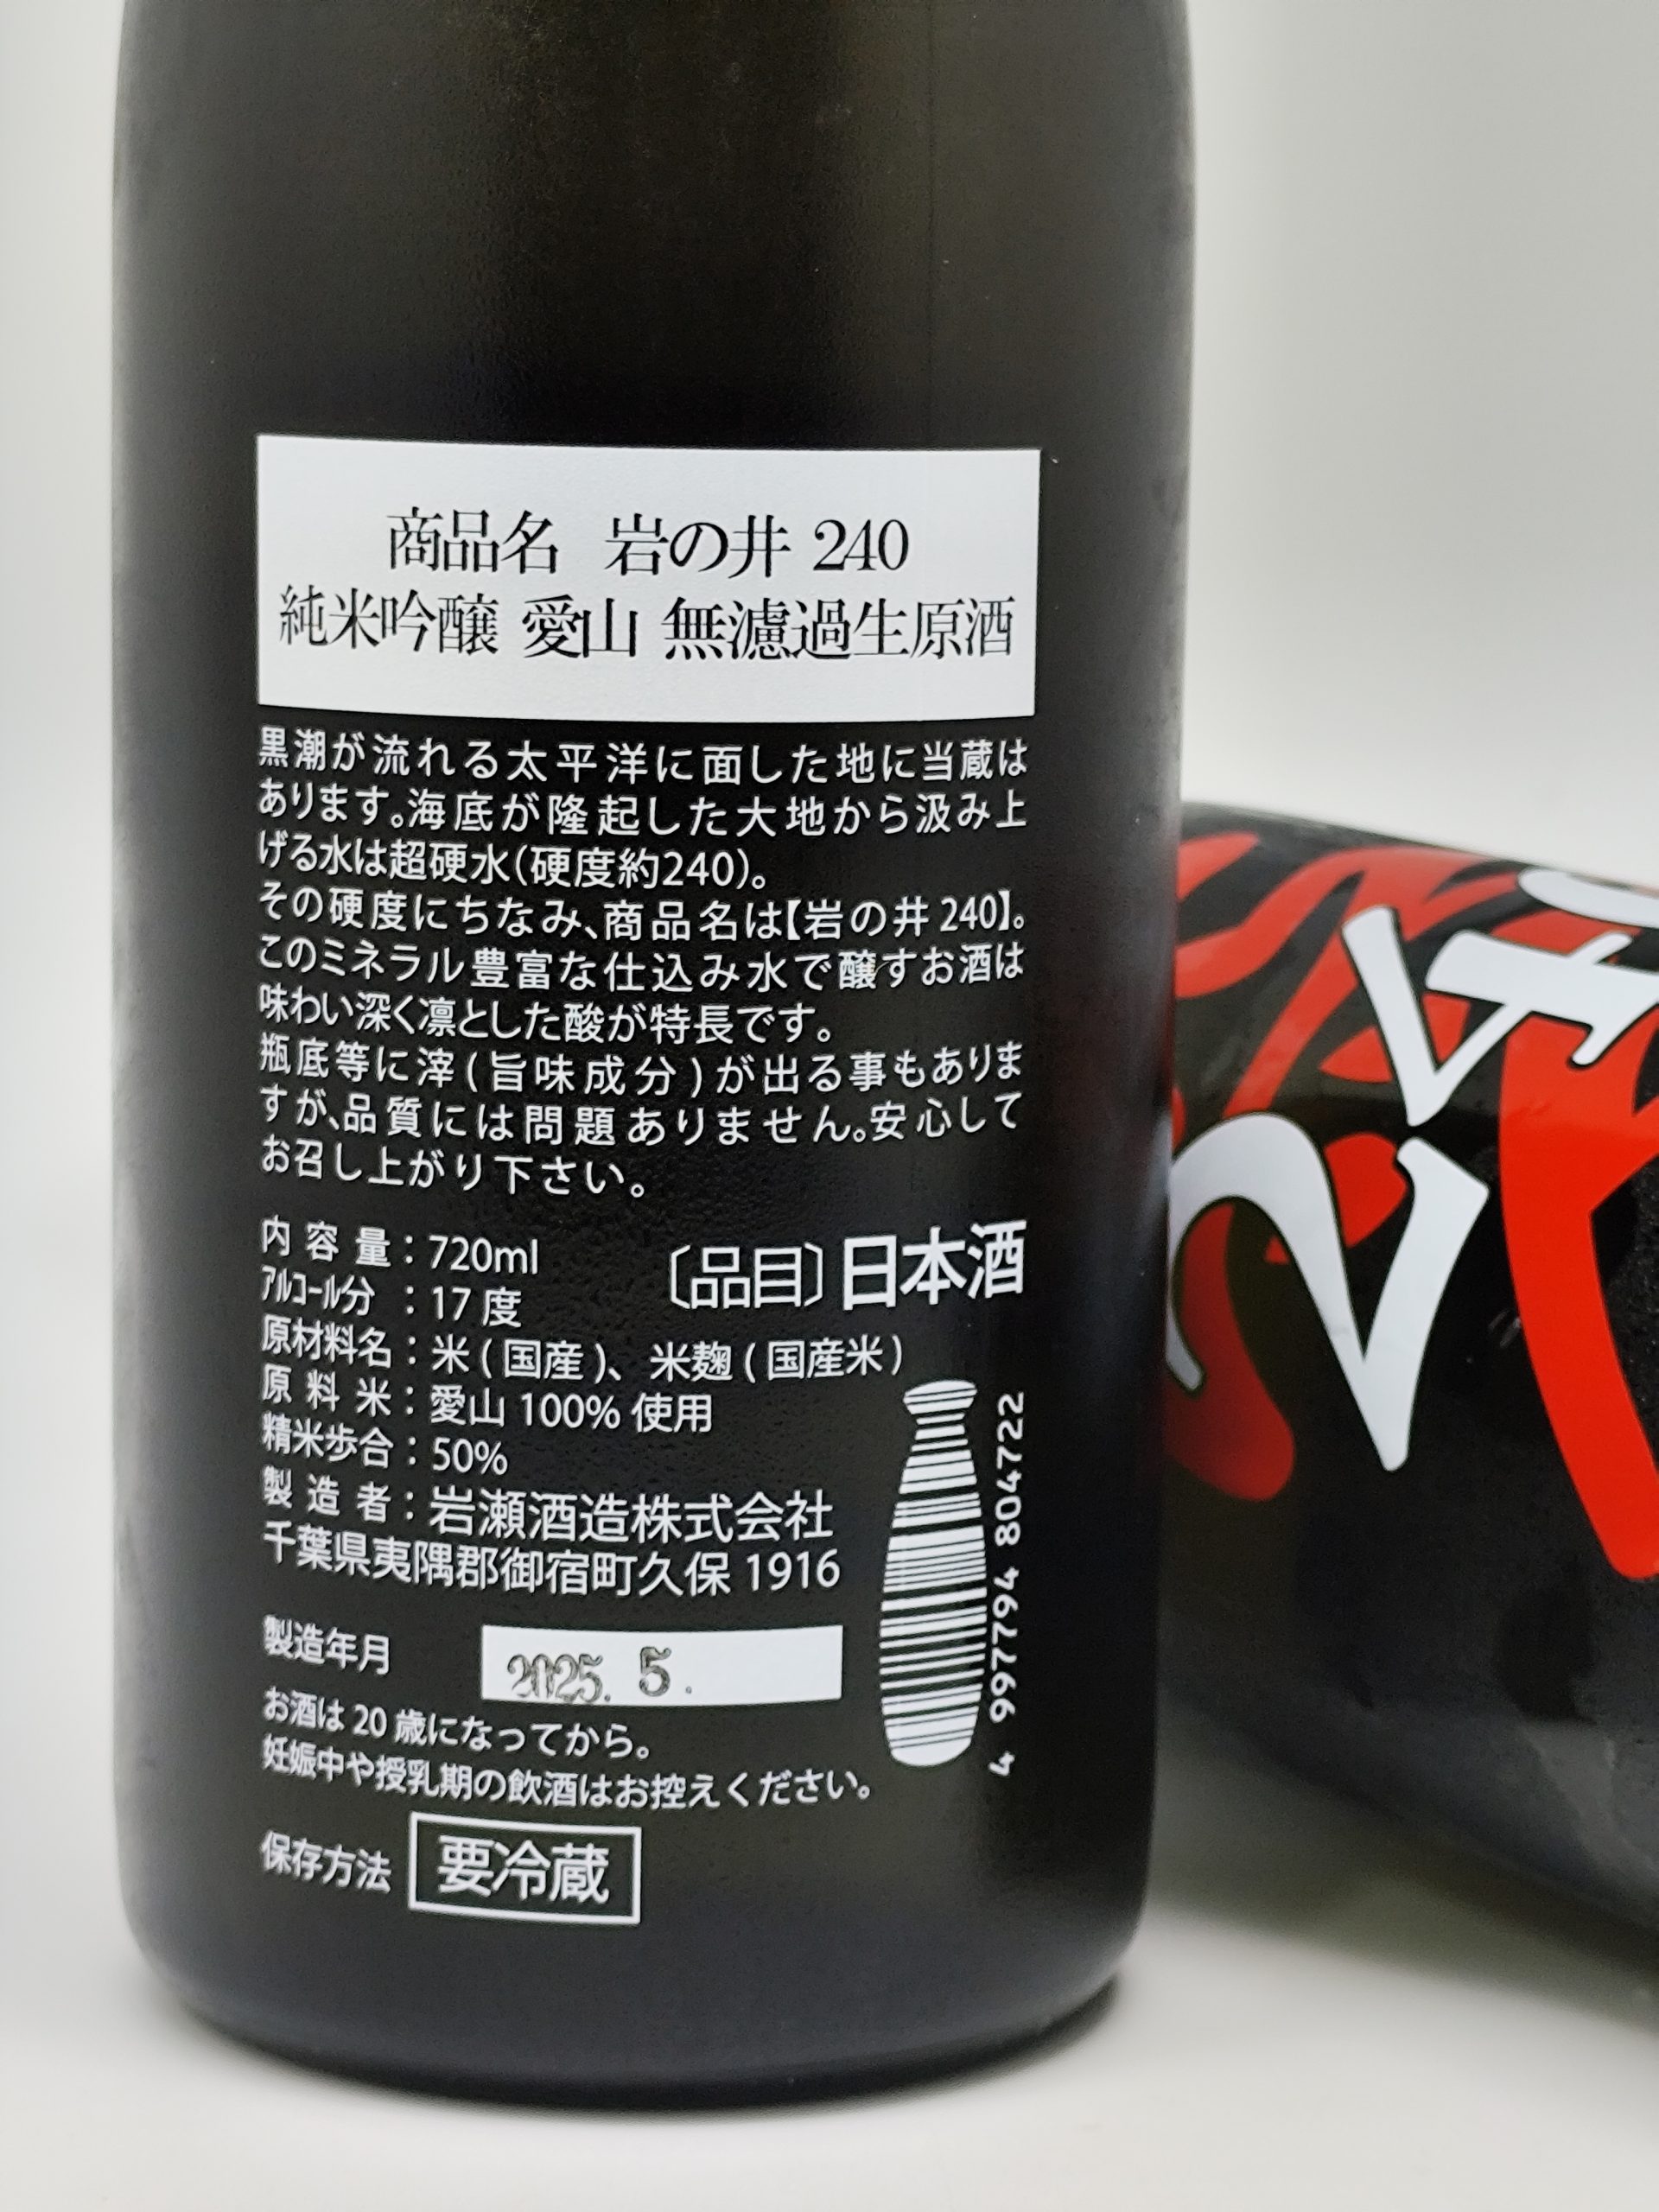 商品名 岩の井 240
純米吟醸 愛山 無濾過生原酒
黒潮が流れる太平洋に面した地に当蔵は
あります。海底が隆起した大地から汲み上
げる水は超硬水(硬度約240)。
その硬度にちなみ、商品名は【岩の井 240】。
このミネラル豊富な仕込み水で醸すお酒は
味わい深く凛とした酸が特長です。
瓶底等に滓(旨味成分)が出る事もありま
すが、品質には問題ありません。安心して
お召し上がり下さい。
内容量:720ml
〔品目〕日本酒
アルコール分:17 度
原材料名:米(国産)、米麹(国産米)
原料米:愛山 100% 使用
精米歩合:50%
製造者:岩瀬酒造株式会社
千葉県夷隅郡御宿町久保 1916
4 997794 804722
製造年月 2025. 5.
お酒は 20 歳になってから。
妊娠中や授乳期の飲酒はお控えください。
保存方法 要冷蔵